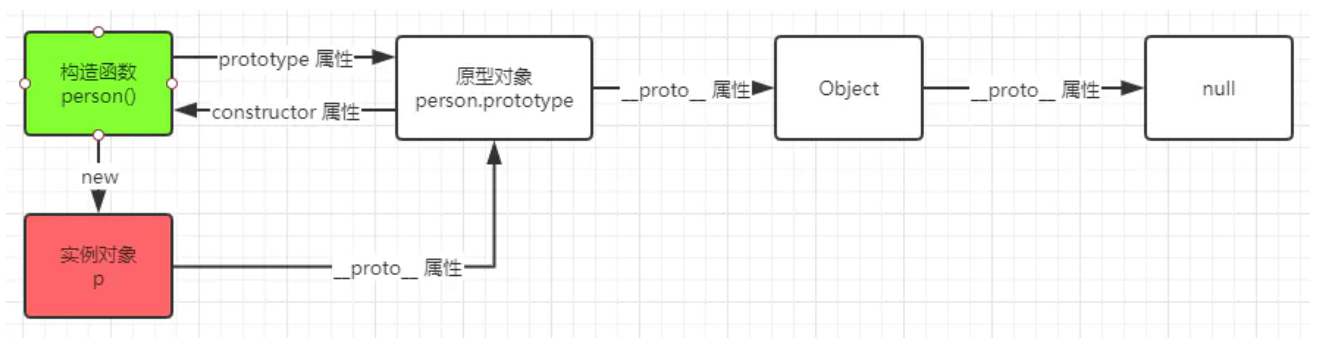 构造函数
person()
prototype 属性
constructor 属性
原型对象
person.prototype
__proto__ 属性
Object
__proto__ 属性
null
new
实例对象
p
__proto__ 属性